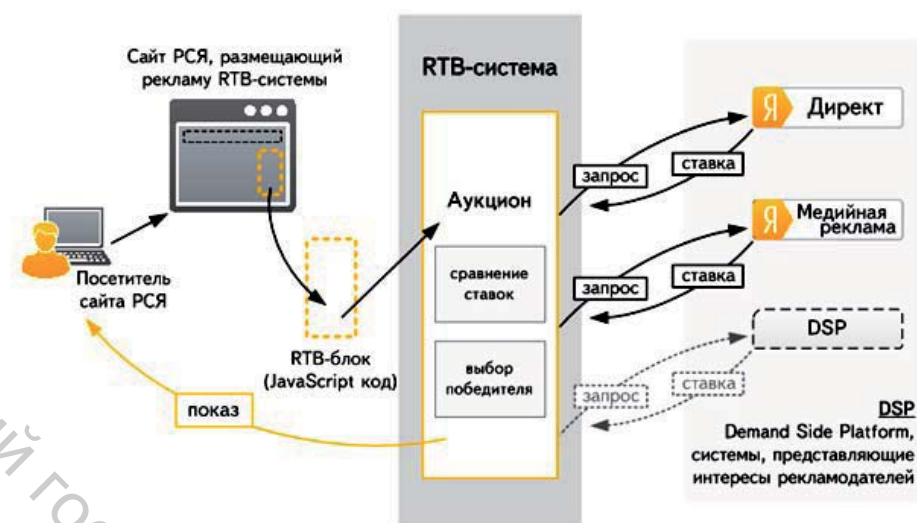 Сайт РСЯ, размещающий
рекламу RTB-системы
Посетитель
сайта РСЯ
RTB-блок
(JavaScript код)
показ
RTB-система
Аукцион
сравнение
ставок
выбор
победителя
запрос
ставка
Я Директ
запрос
ставка
Я Медийная
реклама
запрос
ставка
DSP
DSP
Demand Side Platform,
системы, представляющие
интересы рекламодателей